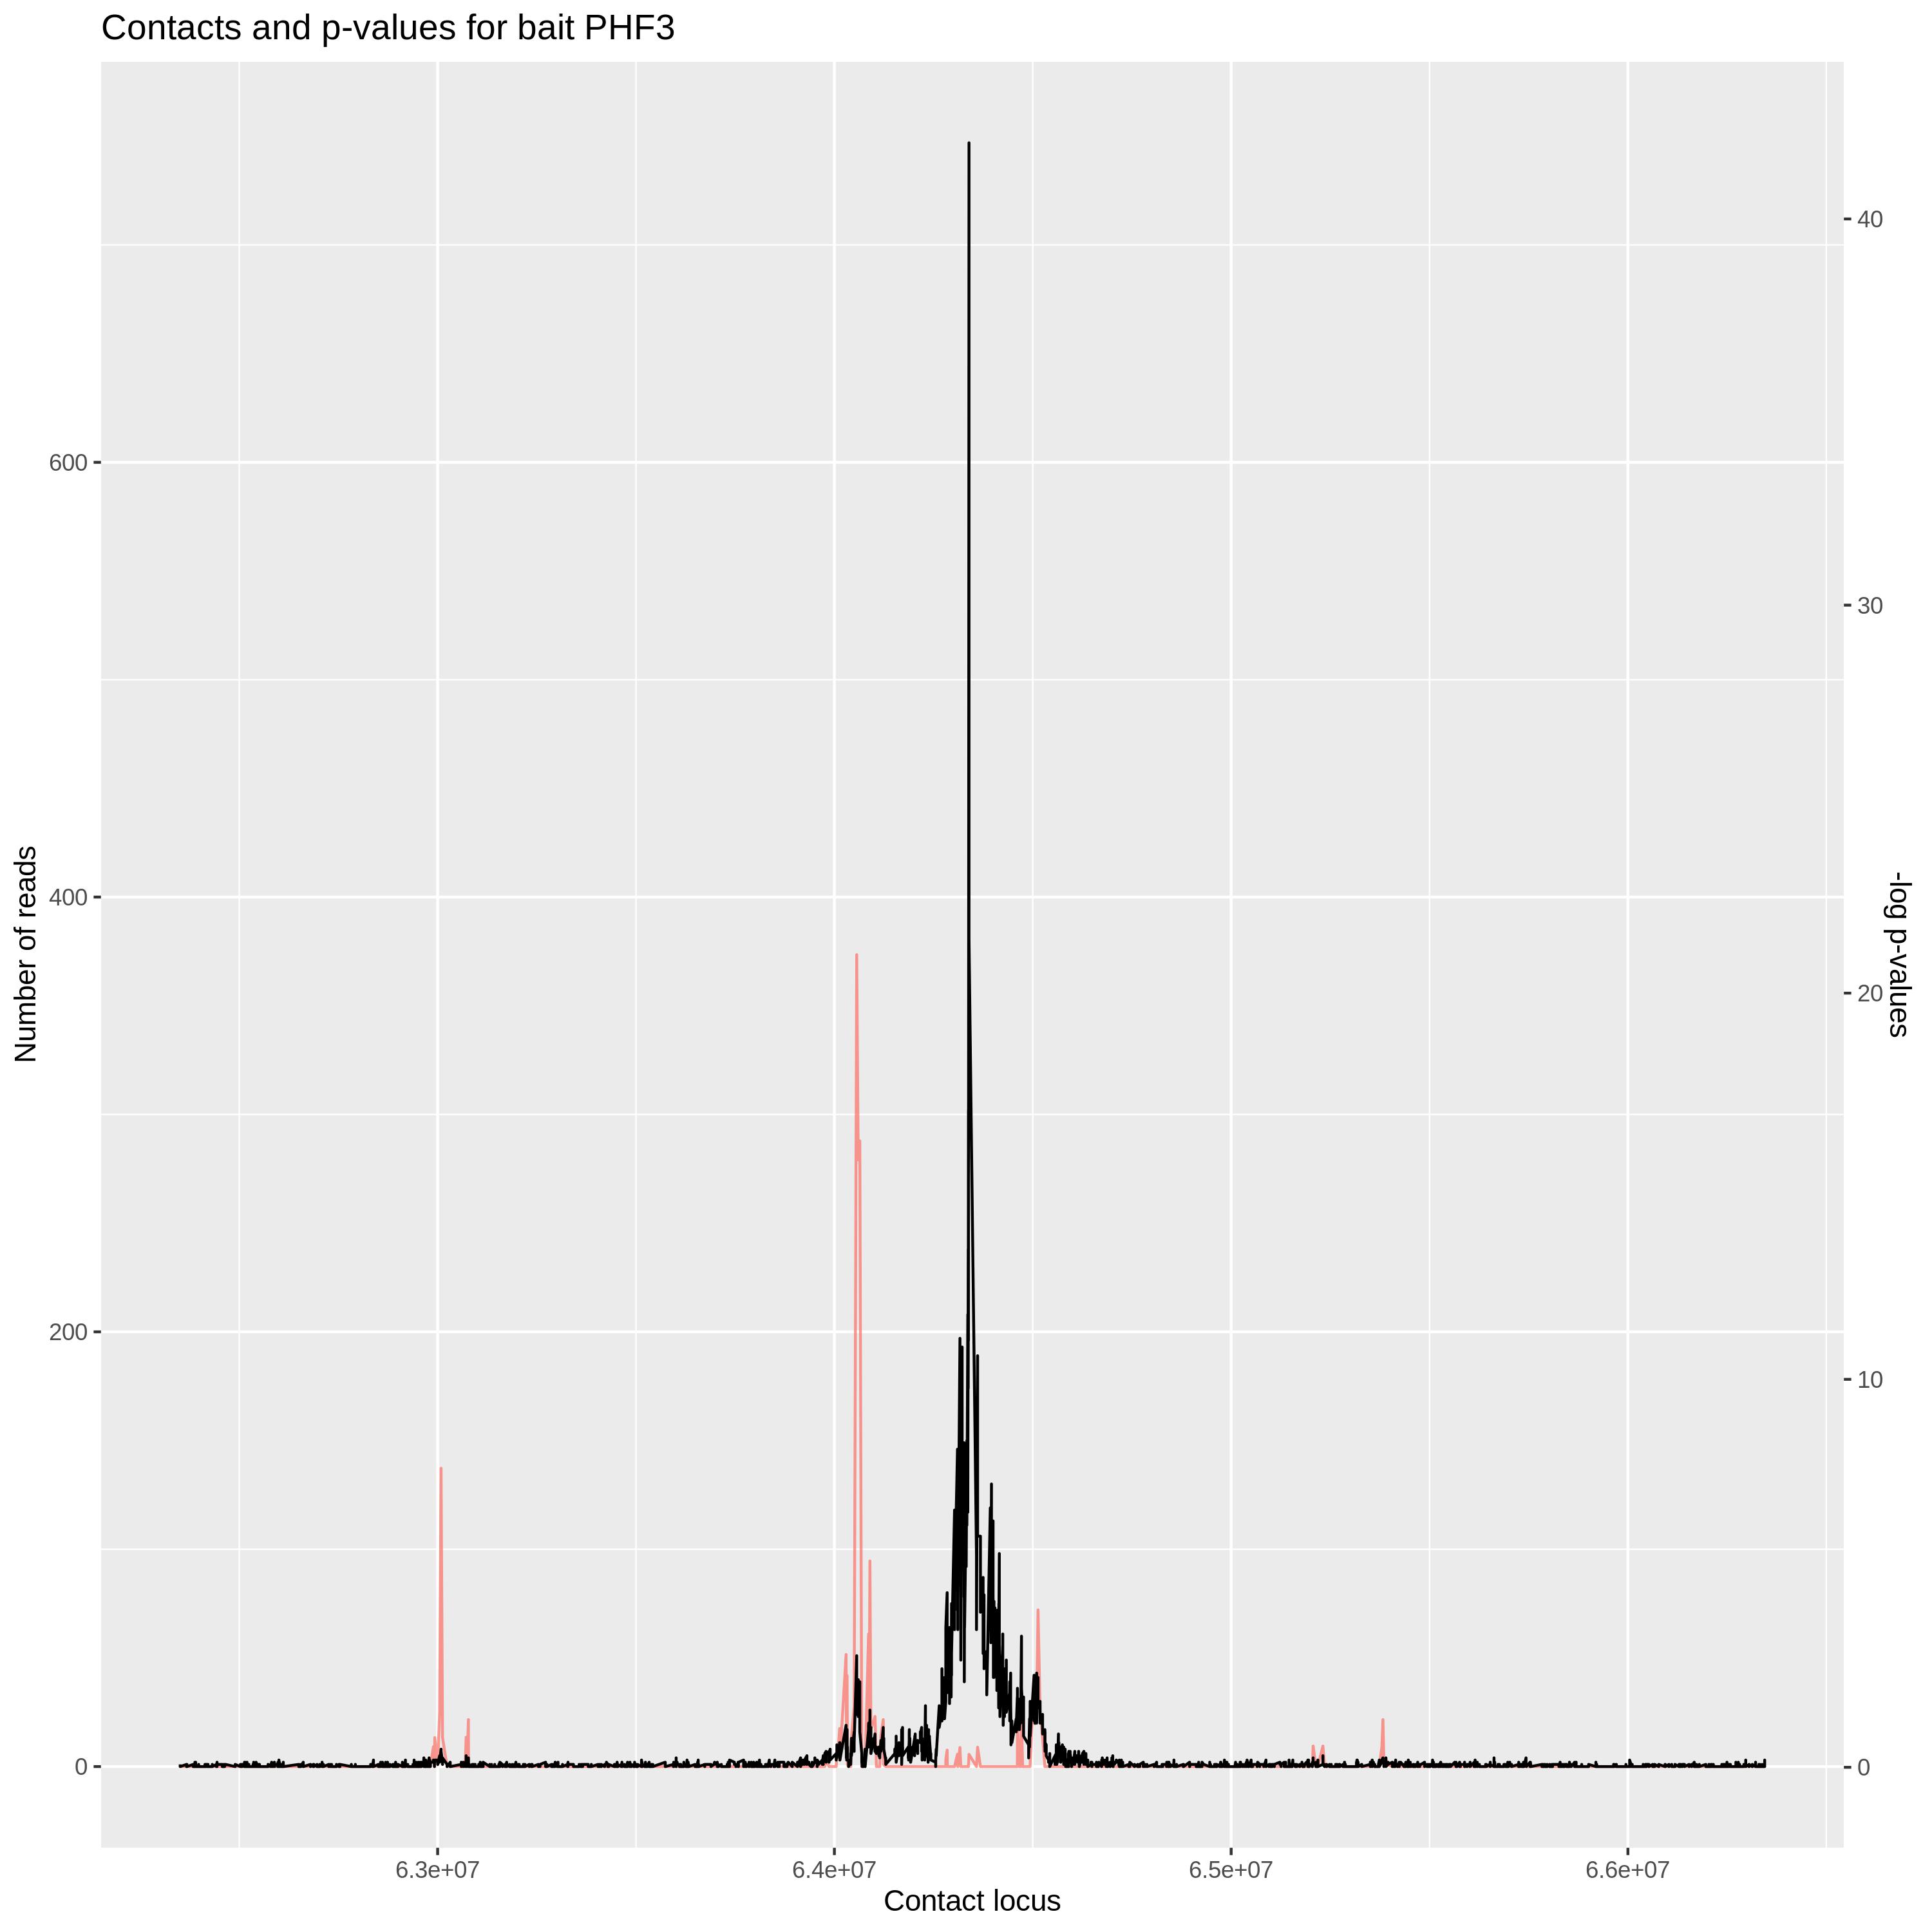 Contacts and p-values for bait PHF3
Number of reads
600
400
200
0
40
30
20
10
0
-log p-values
6.3e+07
6.4e+07
6.5e+07
6.6e+07
Contact locus